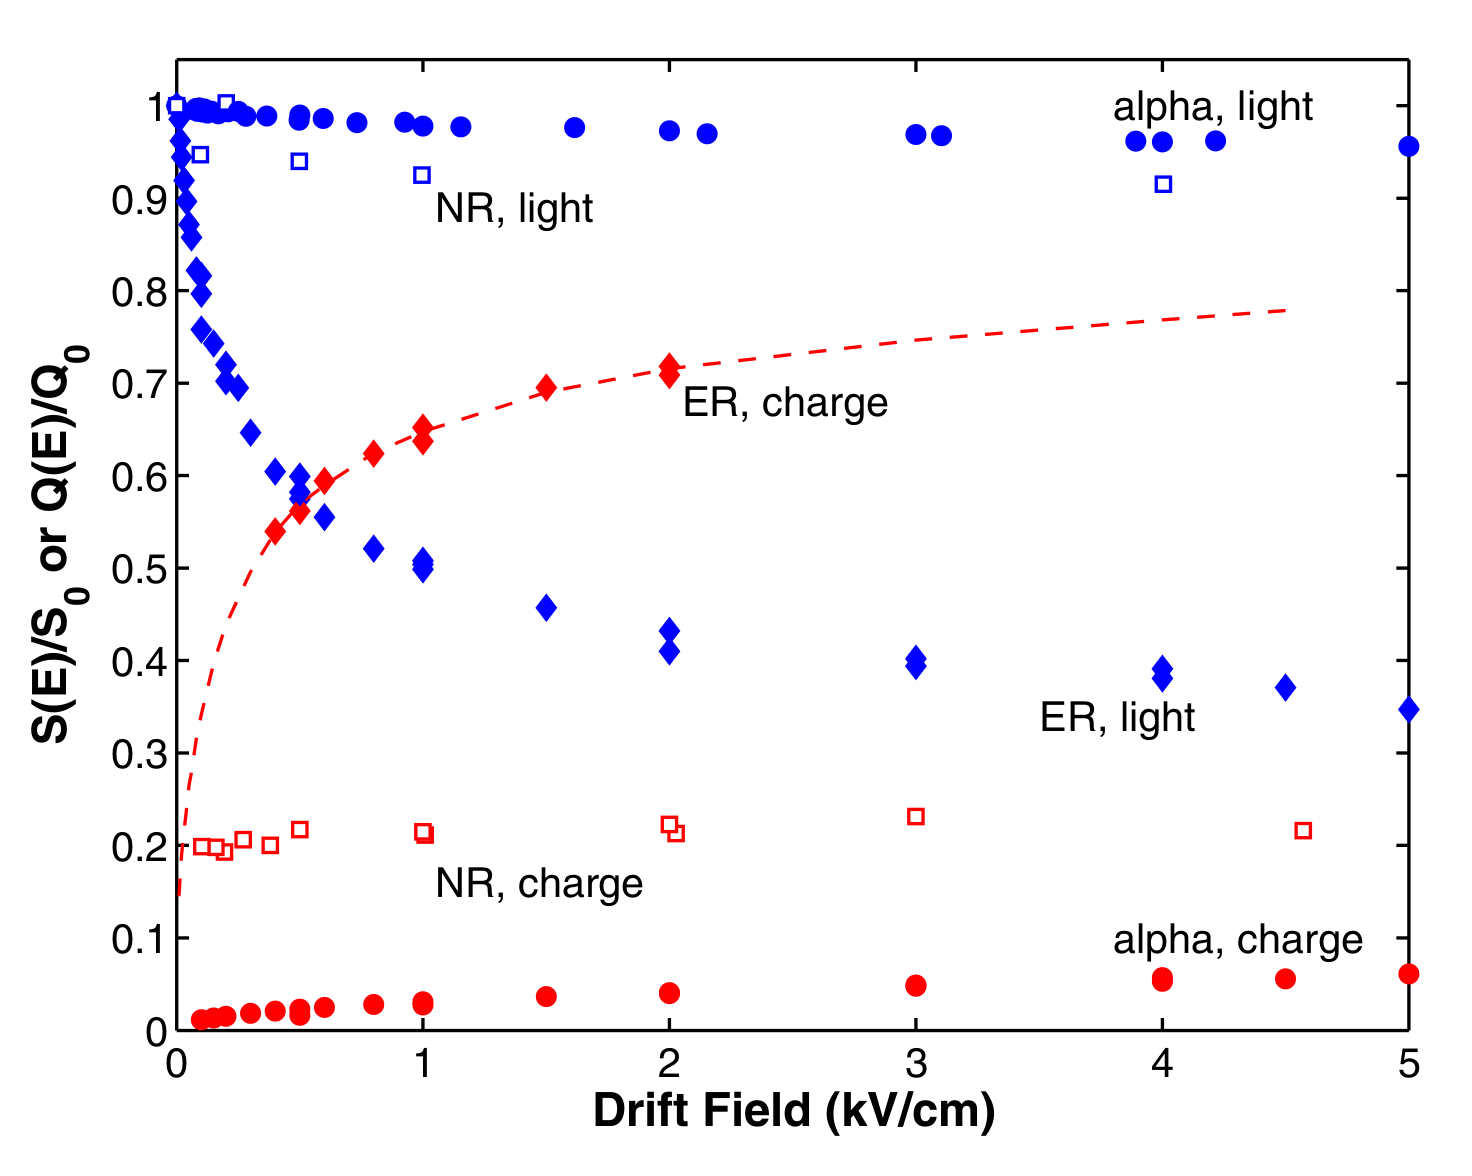 S(E)/S0 or Q(E)/Q0
1
0.9
0.8
0.7
0.6
0.5
0.4
0.3
0.2
0.1
0
alpha, light
NR, light
ER, charge
ER, light
NR, charge
alpha, charge
0 1 2 3 4 5
Drift Field (kV/cm)